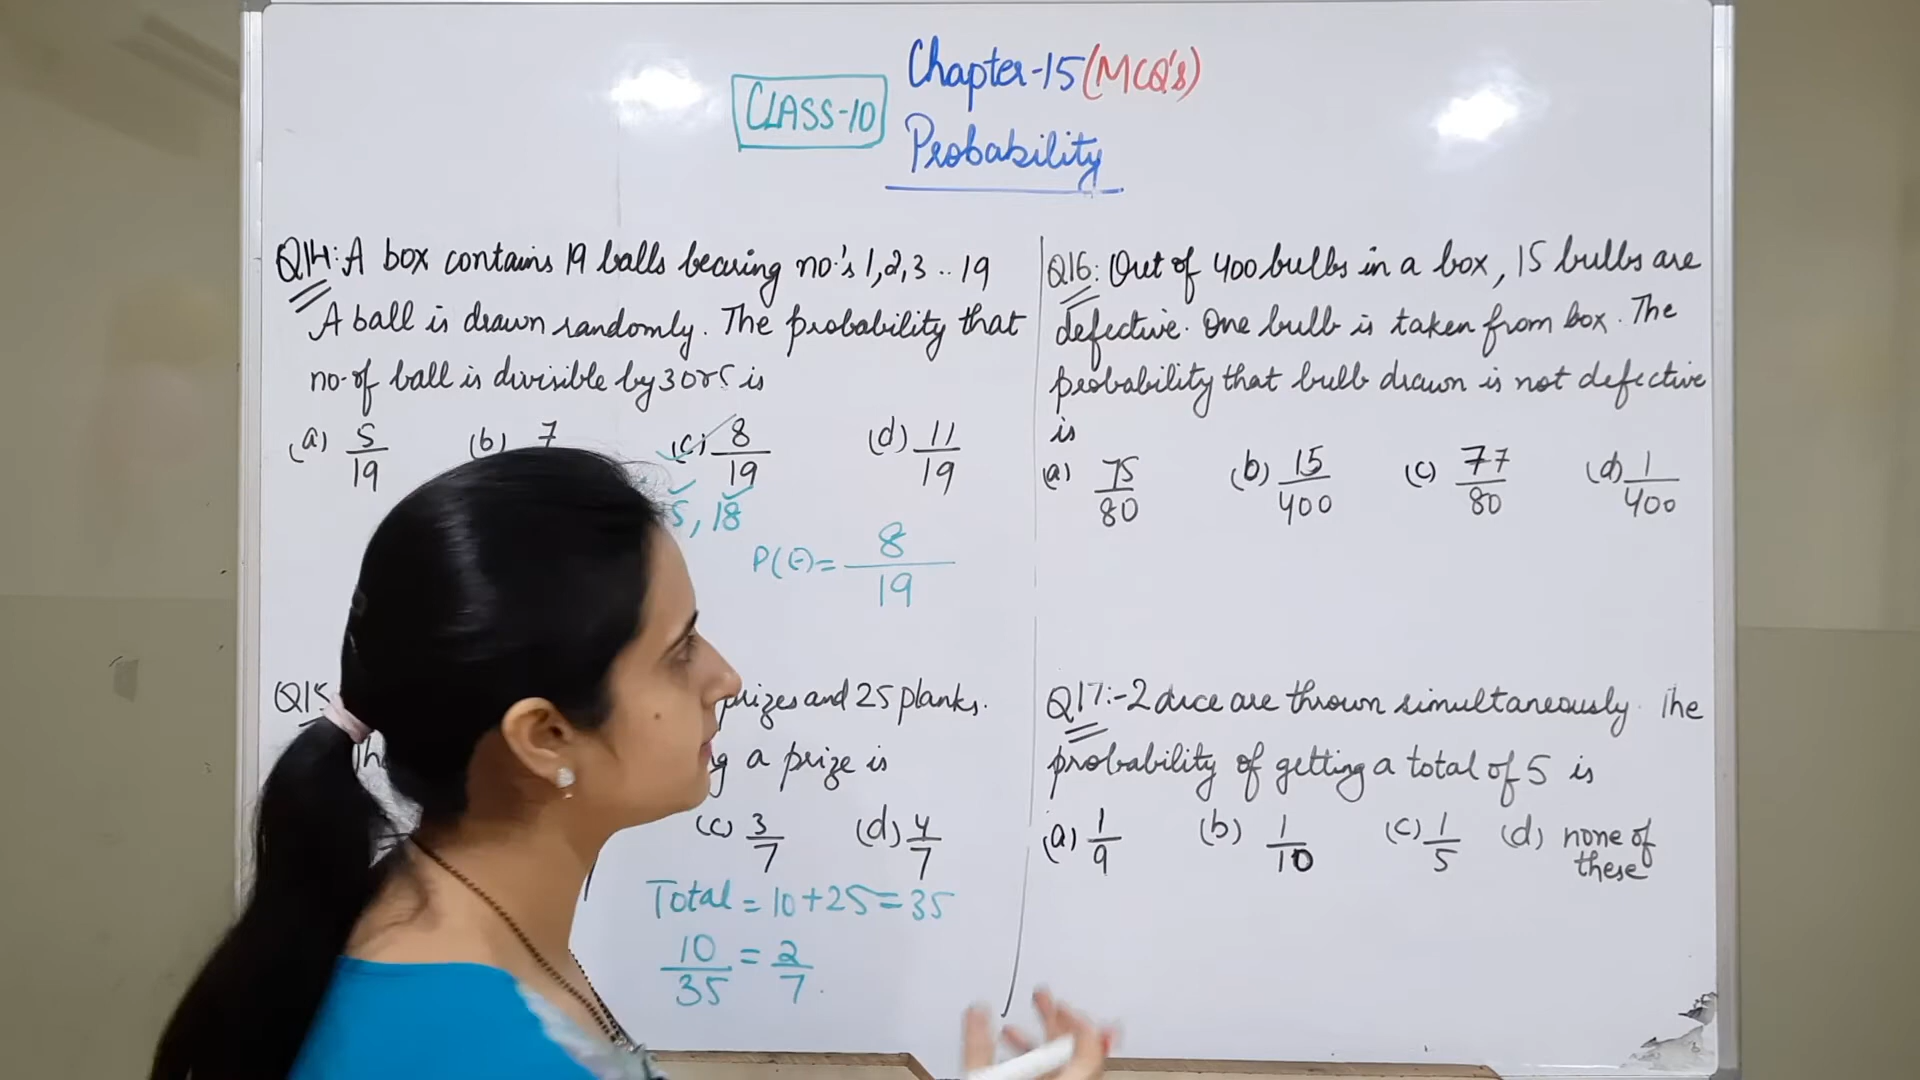 CLASS-10
Chapter-15 (MCQ's)
Probability
Q14: A box contains 19 balls bearing no.'s 1,2,3 .. 19
A ball is drawn randomly. The probability that
no. of ball is divisible by 3 or 5 is
(a) 5/19 (b) 7 (c) 8/19 (d) 11/19
5, 18
P(E) = 8/19
Q15 prizes and 25 planks.
a prize is
(c) 3/7 (d) 4/7
Total = 10+25 = 35
10/35 = 2/7.
Q16: Out of 400 bulbs in a box, 15 bulbs are
defective. One bulb is taken from box. The
probability that bulb drawn is not defective
is
(a) 75/80 (b) 15/400 (c) 77/80 (d) 1/400
Q17:- 2 dice are thrown simultaneously. The
probability of getting a total of 5 is
(a) 1/9 (b) 1/10 (c) 1/5 (d) none of
these